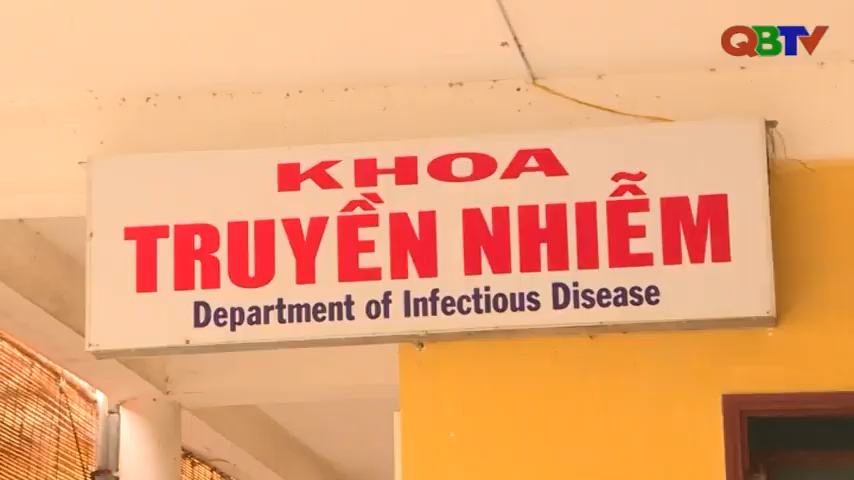 QBTV
KHOA
TRUYỀN NHIỄM
Department of Infectious Disease